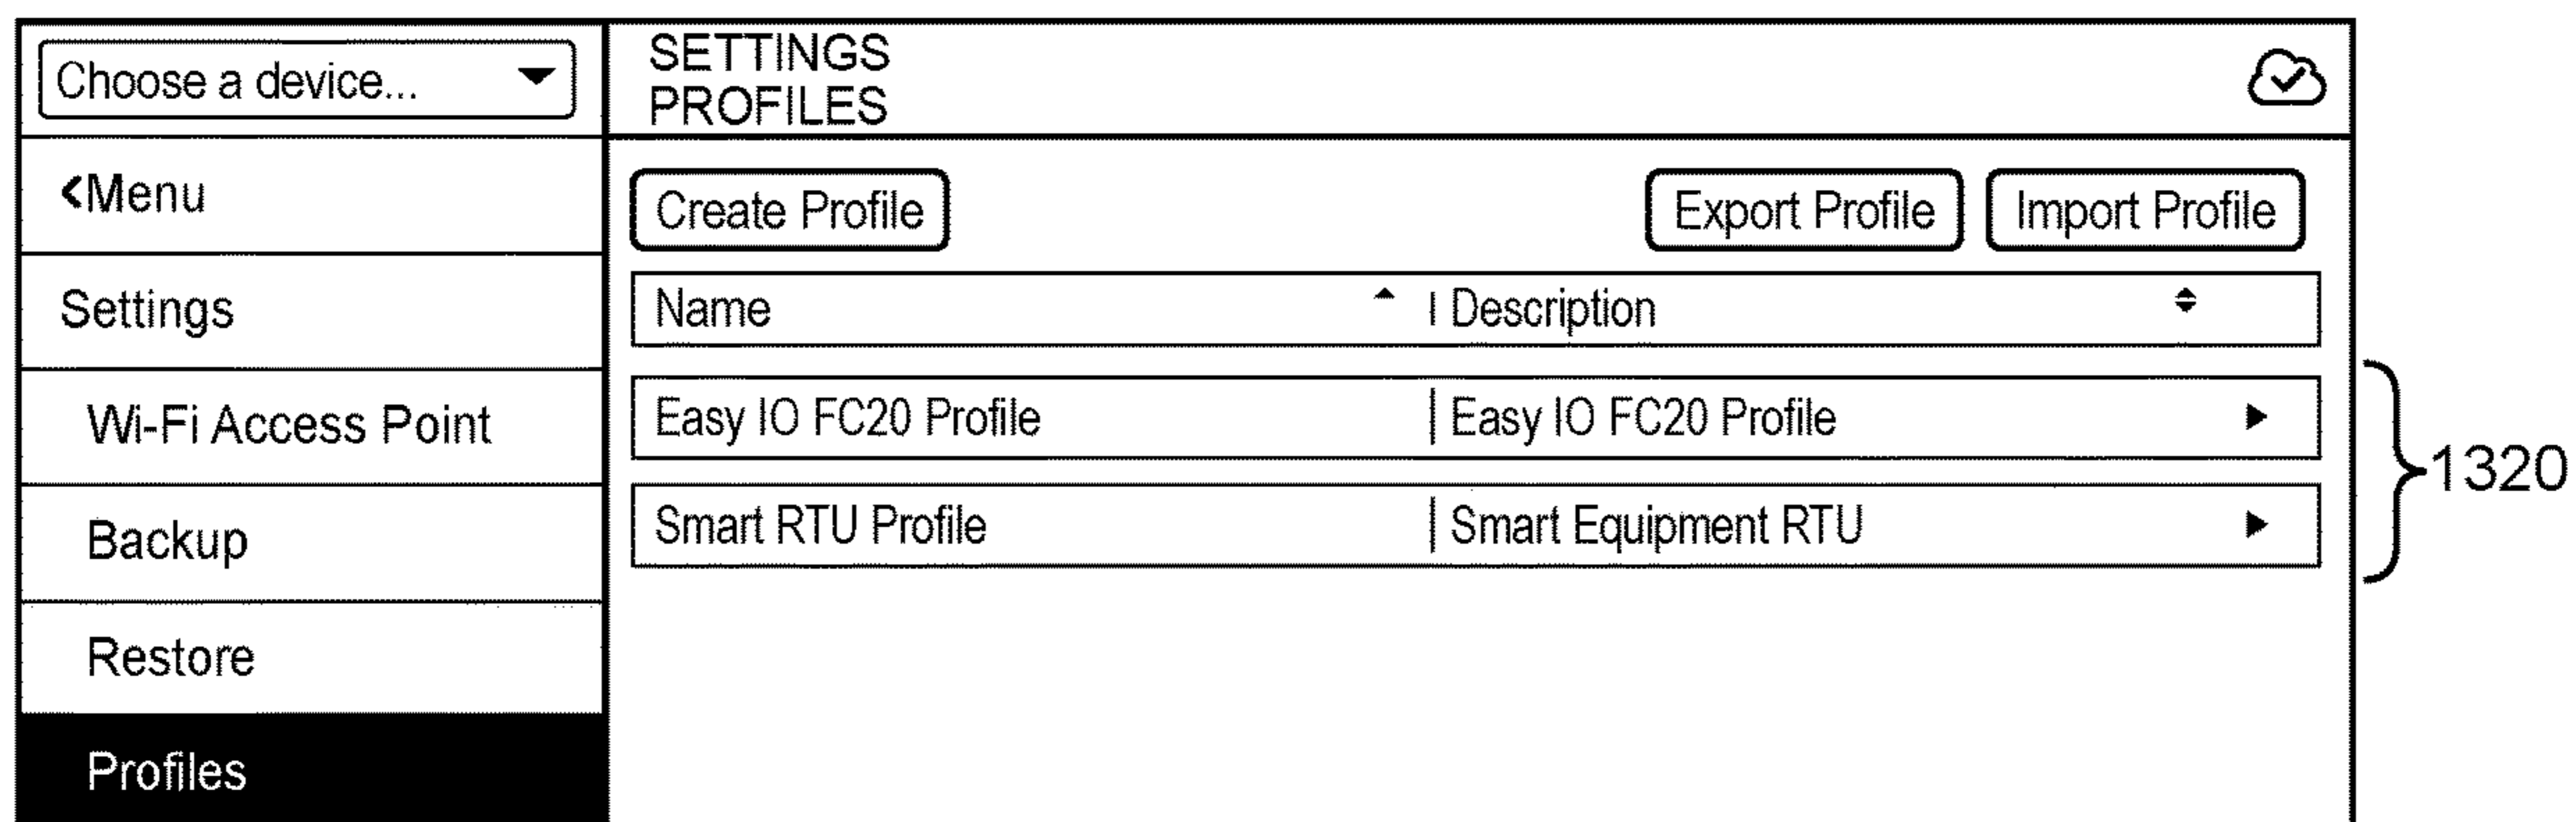 Choose a device...
<Menu
Settings
Wi-Fi Access Point
Backup
Restore
Profiles
SETTINGS
PROFILES
Create Profile
Export Profile
Import Profile
Name
Description
Easy IO FC20 Profile
Easy IO FC20 Profile
Smart RTU Profile
Smart Equipment RTU
1320